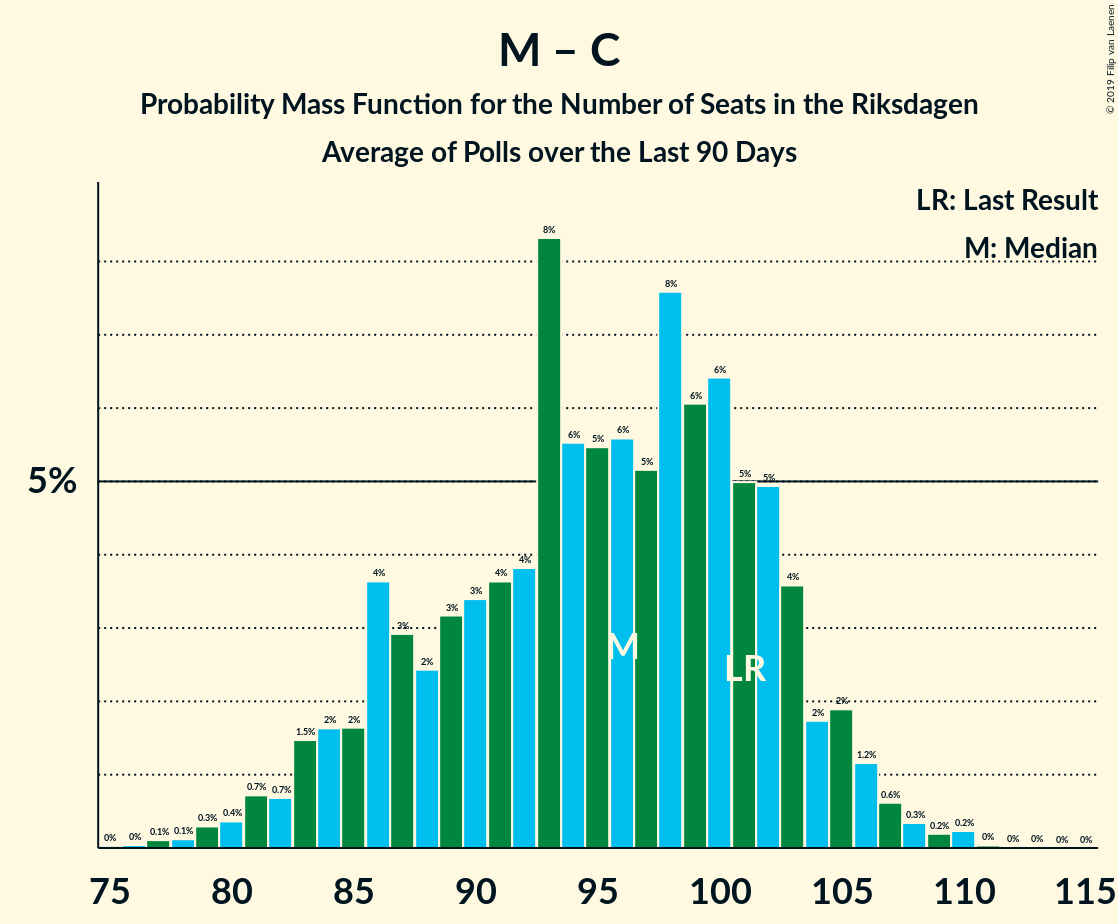 M – C
Probability Mass Function for the Number of Seats in the Riksdagen
Average of Polls over the Last 90 Days
© 2019 Filip van Laenen
LR: Last Result
M: Median
5%
0% 0% 0.1% 0.1% 0.3% 0.4% 0.7% 0.7% 1.5% 2% 2% 4% 3% 2% 3% 3% 4% 4% 8% 6% 5% 6% 5% 8% 6% 6% 5% 5% 4% 2% 2% 1.2% 0.6% 0.3% 0.2% 0.2% 0% 0% 0% 0% 0%
M
LR
75 80 85 90 95 100 105 110 115